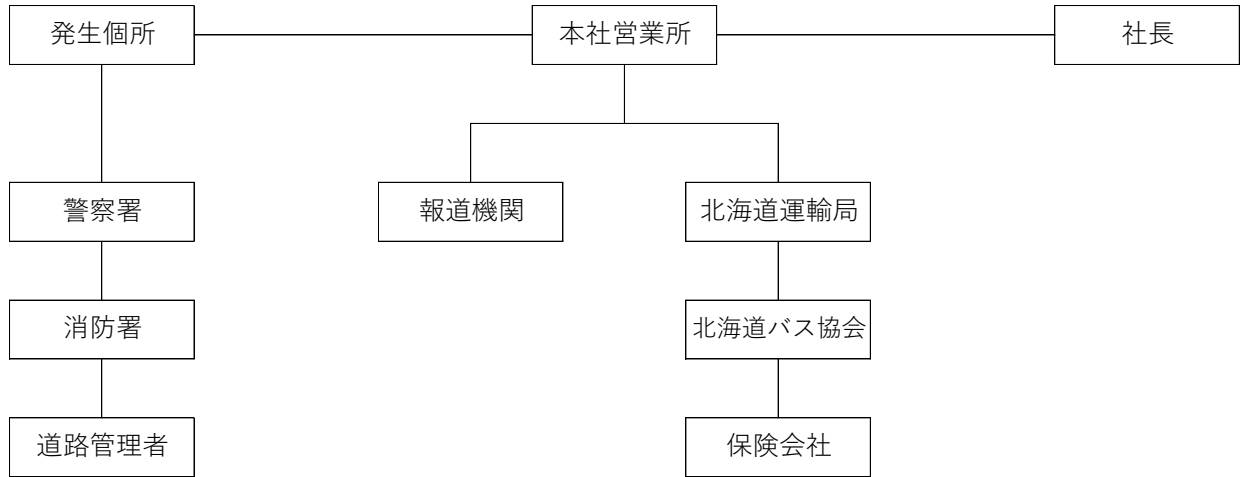 発生個所
本社営業所
社長
警察署
報道機関
北海道運輸局
消防署
北海道バス協会
道路管理者
保険会社